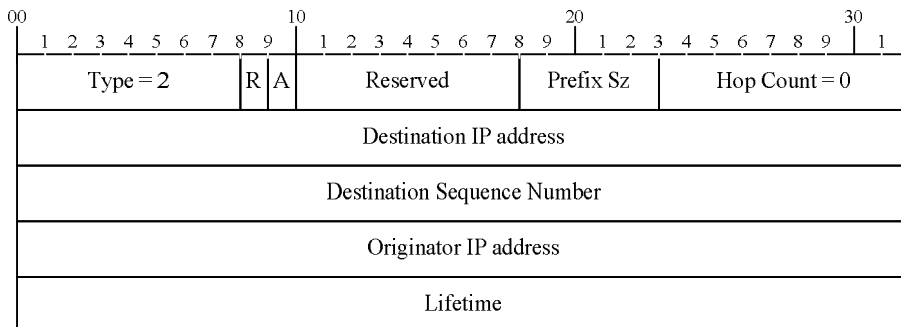 00 10 20 30
1 2 3 4 5 6 7 8 9 1 2 3 4 5 6 7 8 9 1 2 3 4 5 6 7 8 9 1
Type = 2 R A Reserved Prefix Sz Hop Count = 0
Destination IP address
Destination Sequence Number
Originator IP address
Lifetime